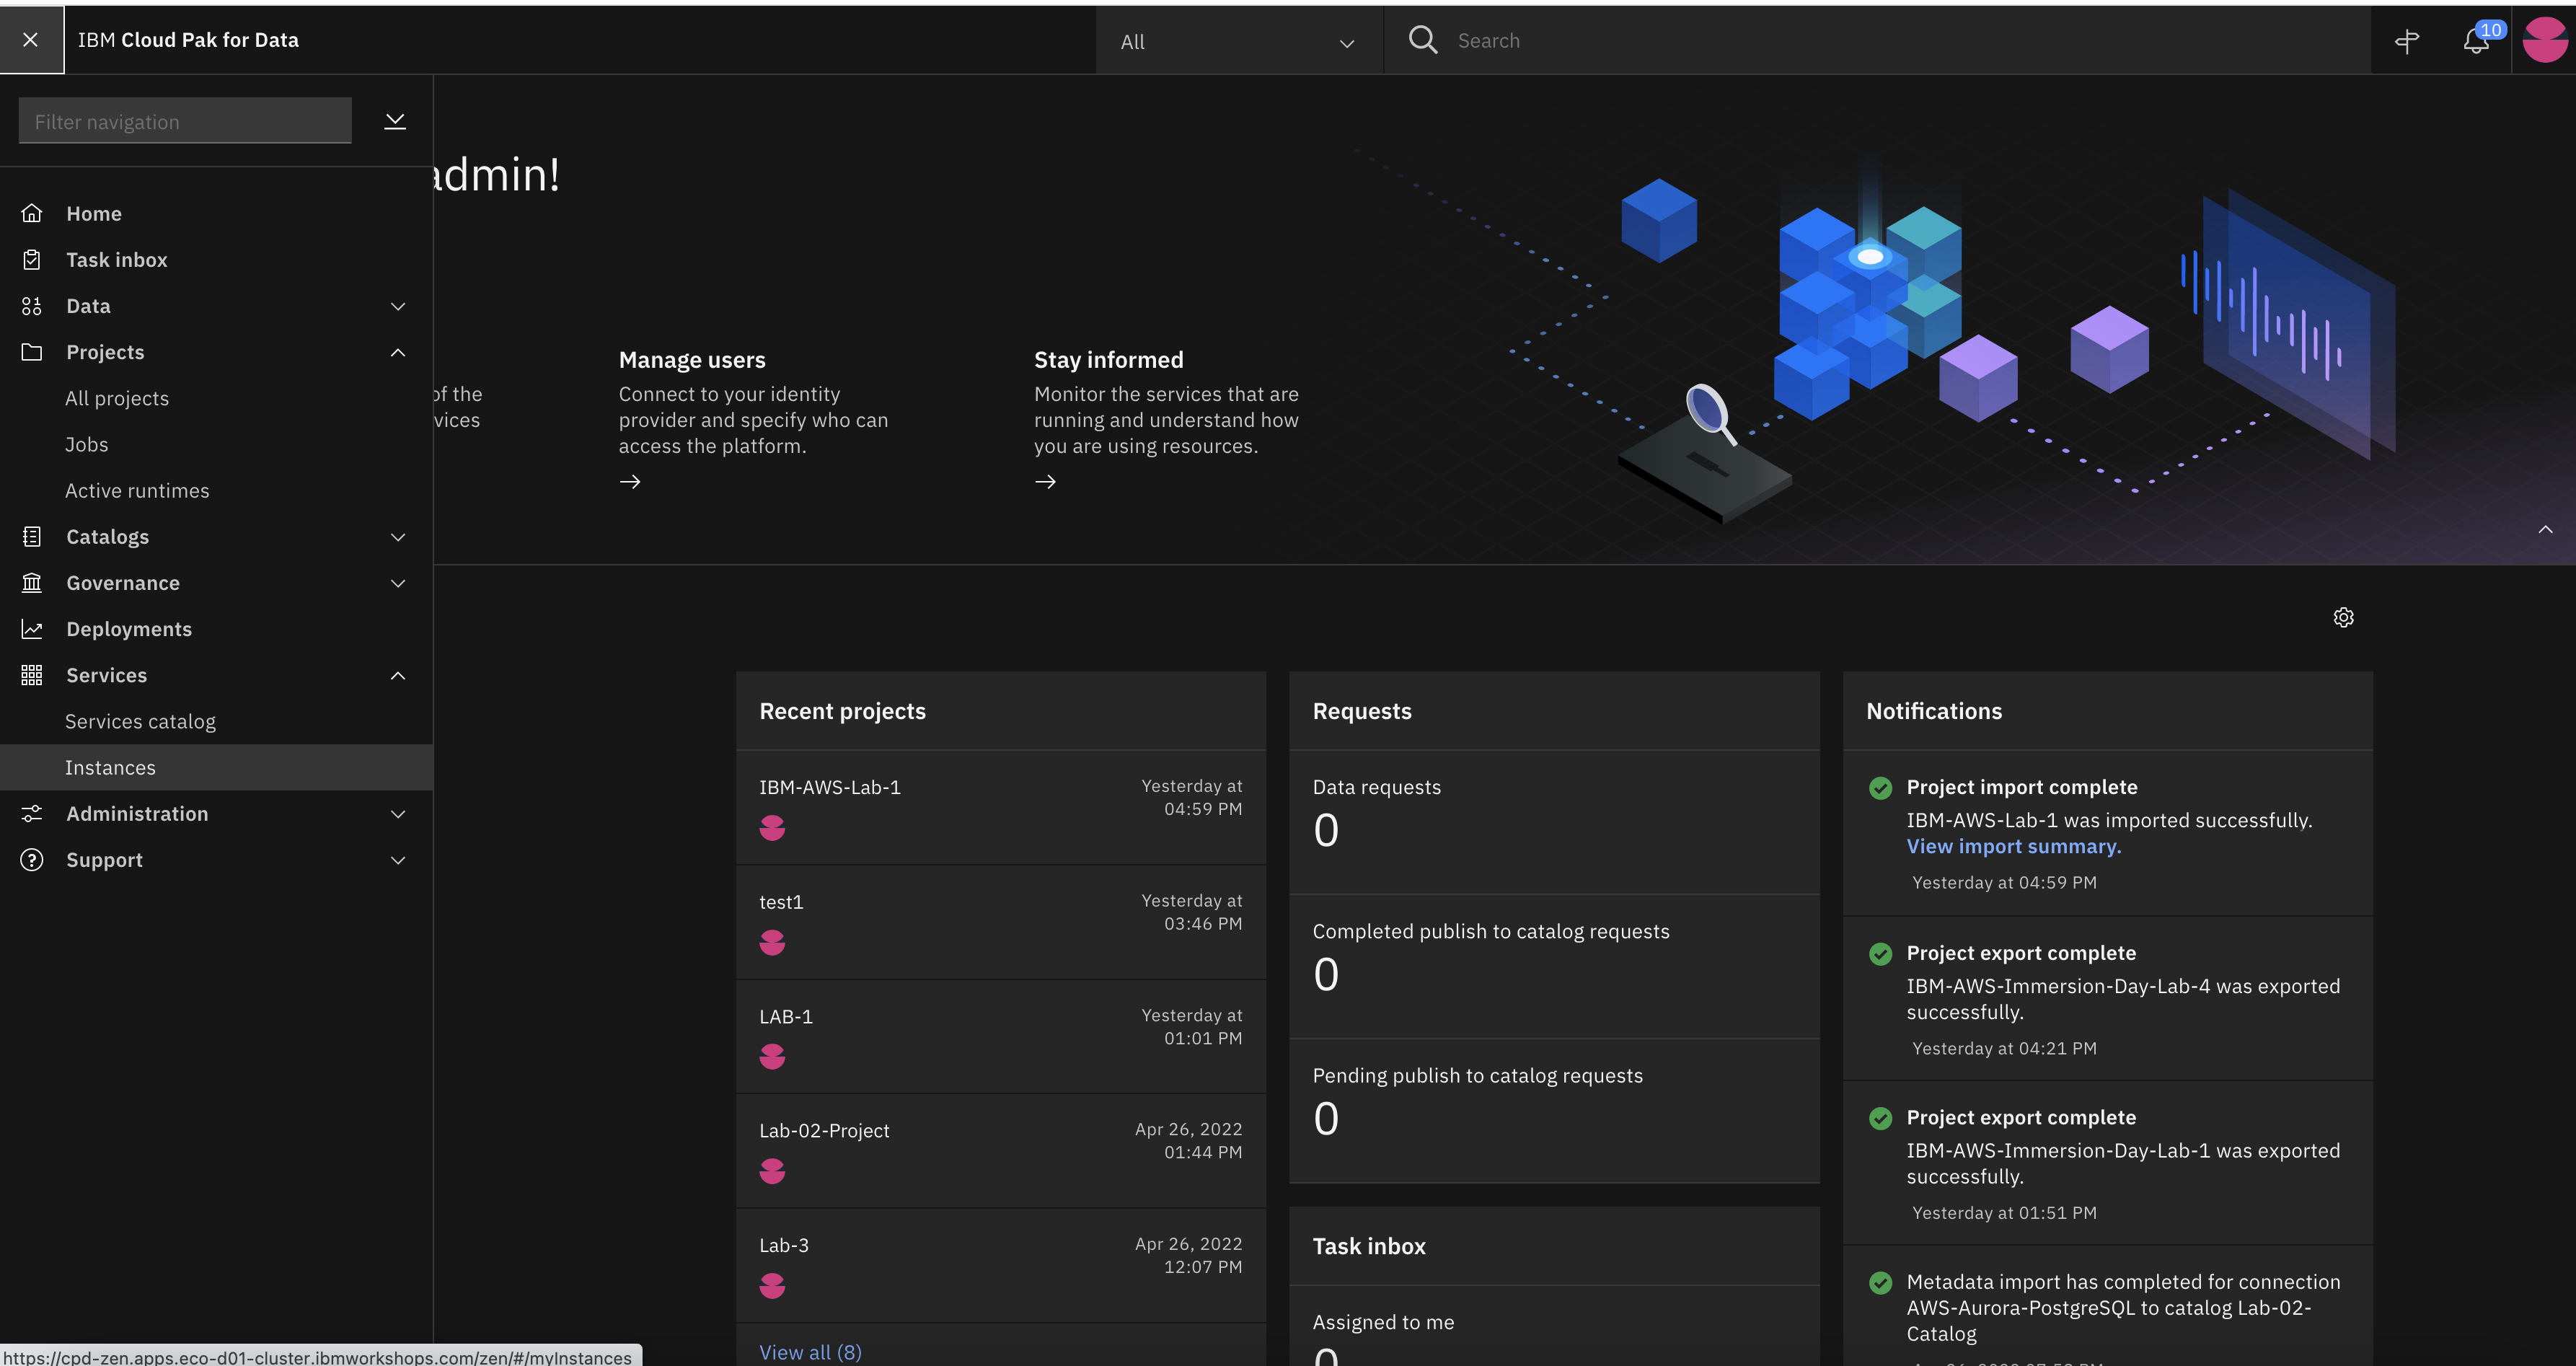 IBM Cloud Pak for Data
All
Search
10
Filter navigation
Home
Task inbox
Data
Projects
All projects
Jobs
Active runtimes
Catalogs
Governance
Deployments
Services
Services catalog
Instances
Administration
Support
admin!
of the
vices
Manage users
Connect to your identity
provider and specify who can
access the platform.
Stay informed
Monitor the services that are
running and understand how
you are using resources.
Recent projects
IBM-AWS-Lab-1
Yesterday at
04:59 PM
test1
Yesterday at
03:46 PM
LAB-1
Yesterday at
01:01 PM
Lab-02-Project
Apr 26, 2022
01:44 PM
Lab-3
Apr 26, 2022
12:07 PM
View all (8)
Requests
Data requests
0
Completed publish to catalog requests
0
Pending publish to catalog requests
0
Task inbox
Assigned to me
0
Notifications
Project import complete
IBM-AWS-Lab-1 was imported successfully.
View import summary.
Yesterday at 04:59 PM
Project export complete
IBM-AWS-Immersion-Day-Lab-4 was exported
successfully.
Yesterday at 04:21 PM
Project export complete
IBM-AWS-Immersion-Day-Lab-1 was exported
successfully.
Yesterday at 01:51 PM
Metadata import has completed for connection
AWS-Aurora-PostgreSQL to catalog Lab-02-
Catalog
https://cpd-zen.apps.eco-d01-cluster.ibmworkshops.com/zen/#/myInstances